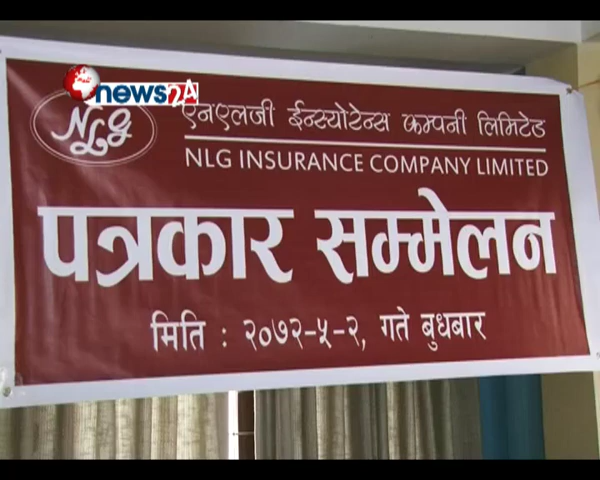 news24
NLG
एनएलजी ईन्स्योरेन्स कम्पनी लिमिटेड
NLG INSURANCE COMPANY LIMITED
पत्रकार सम्मेलन
मिति : २०७२-५-२, गते बुधबार